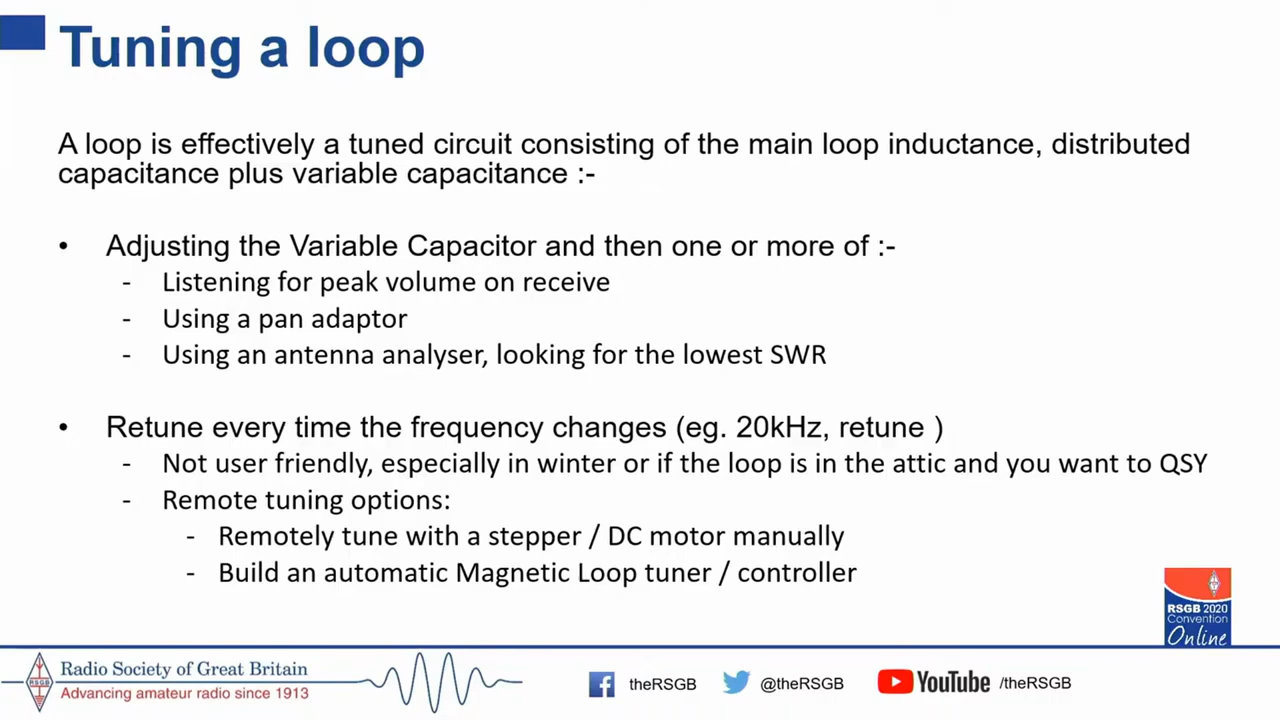 Tuning a loop
A loop is effectively a tuned circuit consisting of the main loop inductance, distributed
capacitance plus variable capacitance :-
• Adjusting the Variable Capacitor and then one or more of :-
- Listening for peak volume on receive
- Using a pan adaptor
- Using an antenna analyser, looking for the lowest SWR
• Retune every time the frequency changes (eg. 20kHz, retune )
- Not user friendly, especially in winter or if the loop is in the attic and you want to QSY
- Remote tuning options:
- Remotely tune with a stepper / DC motor manually
- Build an automatic Magnetic Loop tuner / controller
RSGB 2020
Convention
Online
RSGB
Radio Society of Great Britain
Advancing amateur radio since 1913
theRSGB
@theRSGB
YouTube /theRSGB